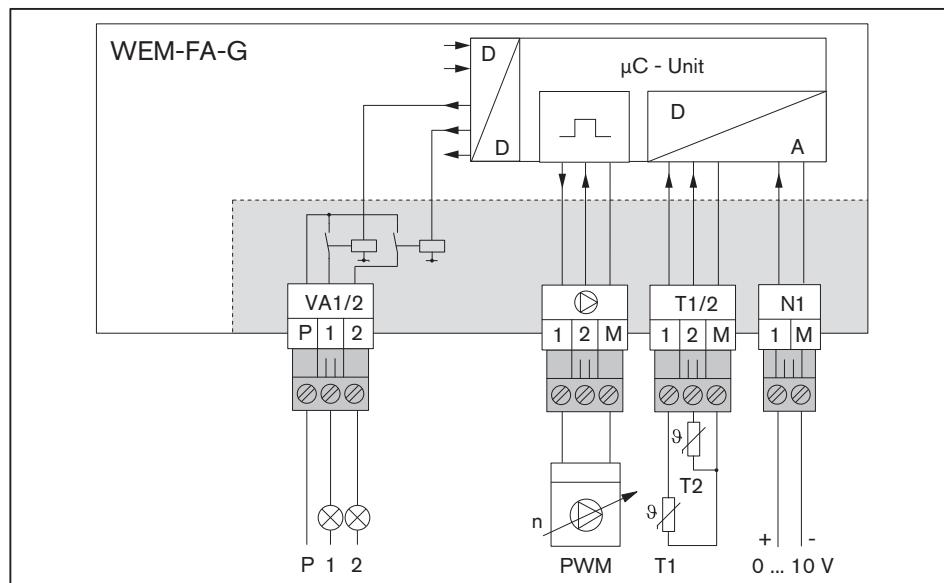 WEM-FA-G
D
D
µC - Unit
D
A
VA1/2
P 1 2
1 2 M
T1/2
1 2 M
N1
1 M
ϑ
T2
ϑ
n
+ -
P 1 2
PWM
T1
0 ... 10 V